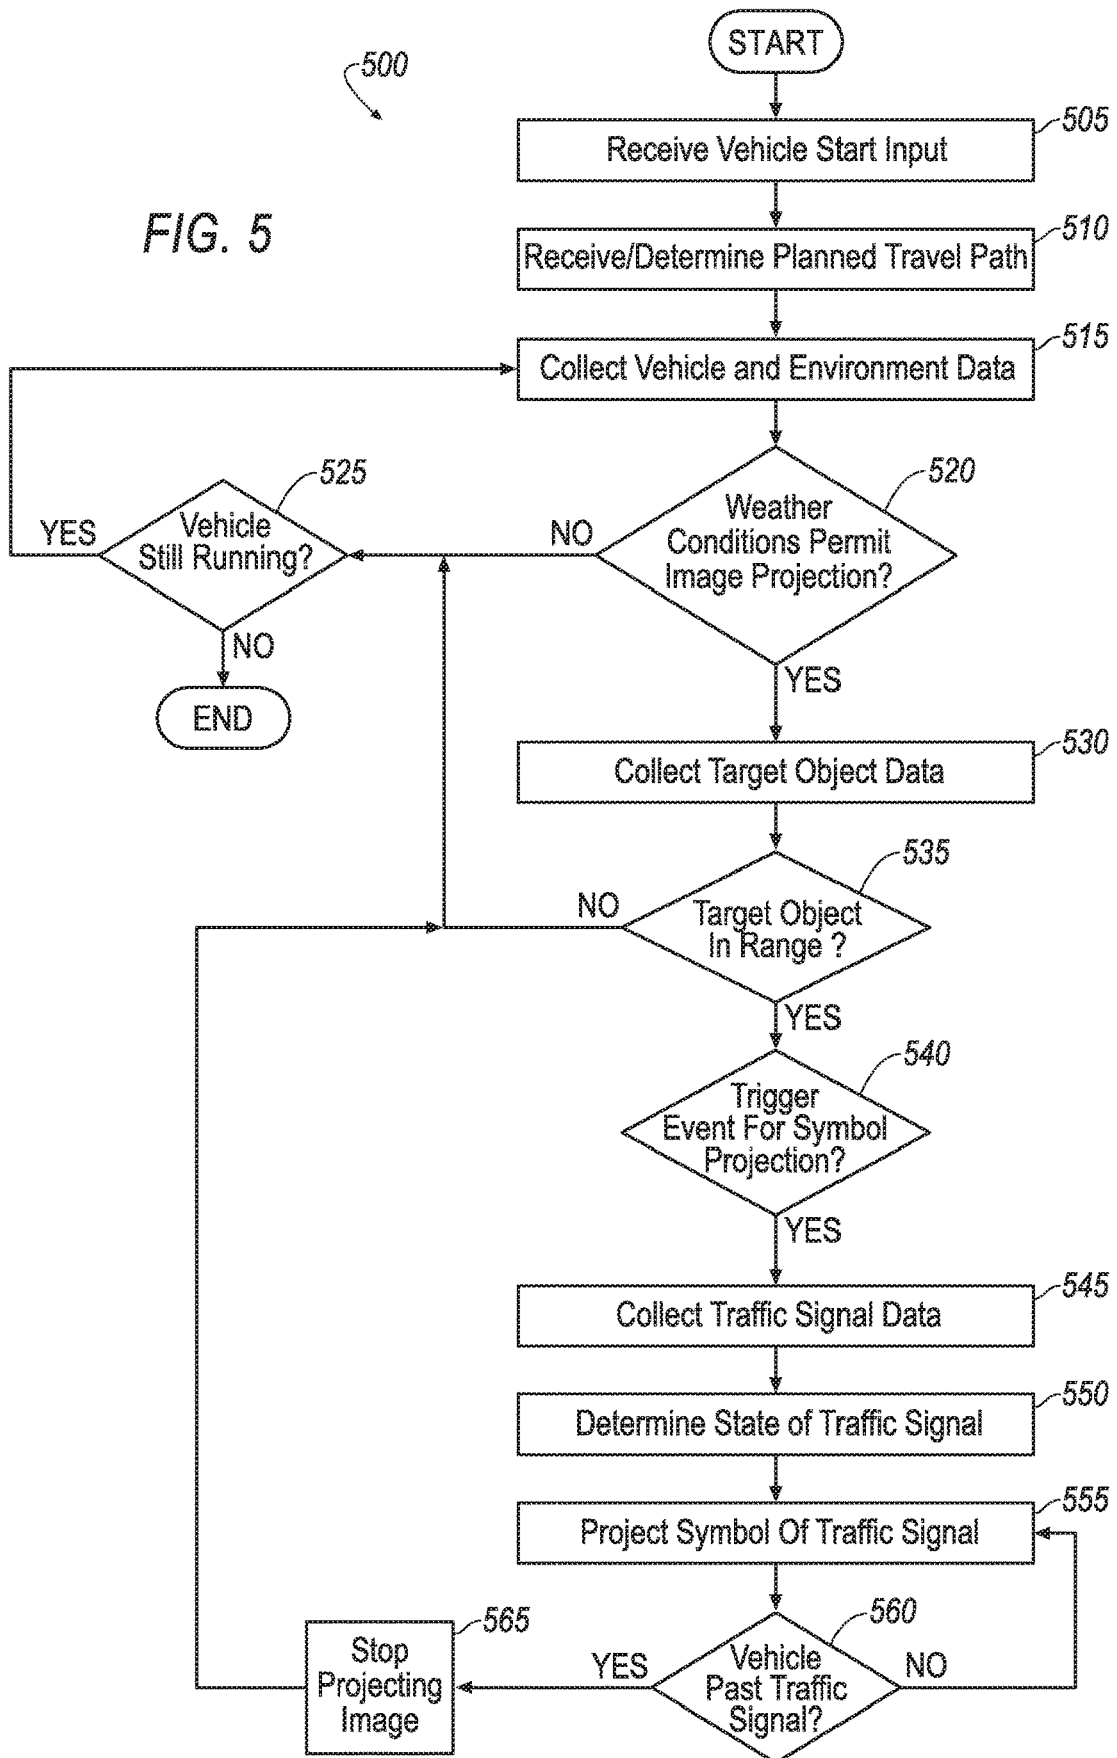 START
500
505
Receive Vehicle Start Input
FIG. 5
510
Receive/Determine Planned Travel Path
515
Collect Vehicle and Environment Data
520
Weather
Conditions Permit
Image Projection?
NO
YES
525
Vehicle
Still Running?
YES
NO
END
530
Collect Target Object Data
535
Target Object
In Range ?
NO
YES
540
Trigger
Event For Symbol
Projection?
YES
545
Collect Traffic Signal Data
550
Determine State of Traffic Signal
555
Project Symbol Of Traffic Signal
560
Vehicle
Past Traffic
Signal?
YES
NO
565
Stop
Projecting
Image